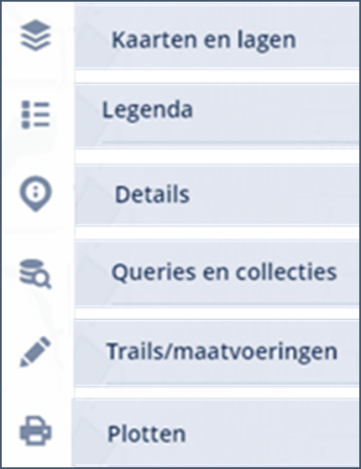 Kaarten en lagen
Legenda
Details
Queries en collecties
Trails/maatvoeringen
Plotten